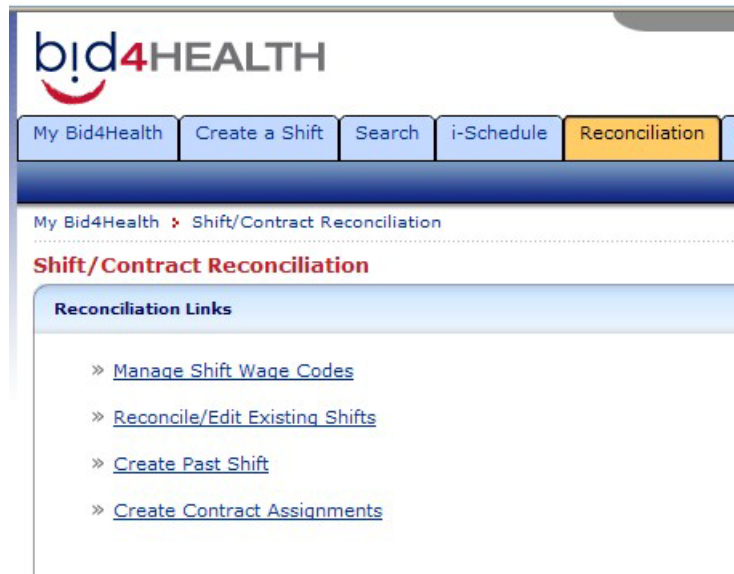 bid4HEALTH
My Bid4Health Create a Shift Search i-Schedule Reconciliation
My Bid4Health > Shift/Contract Reconciliation
Shift/Contract Reconciliation
Reconciliation Links
» Manage Shift Wage Codes
» Reconcile/Edit Existing Shifts
» Create Past Shift
» Create Contract Assignments